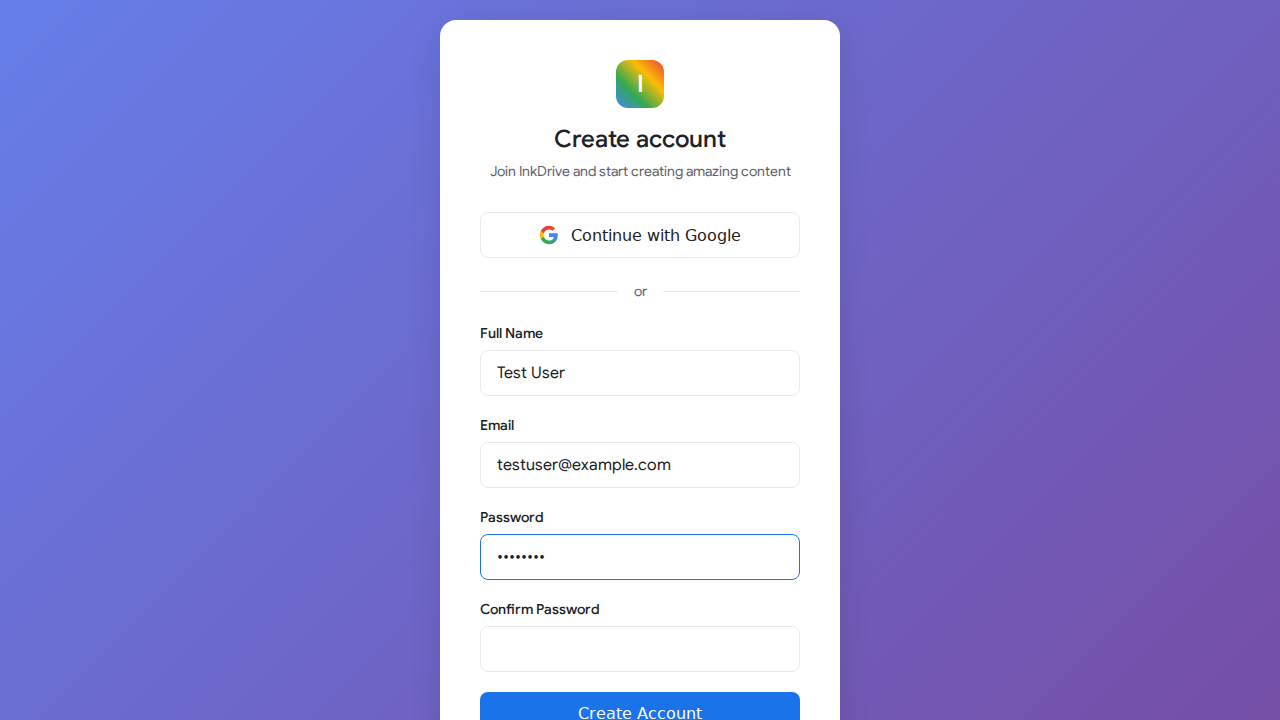 I
Create account
Join InkDrive and start creating amazing content
Continue with Google
or
Full Name
Test User
Email
testuser@example.com
Password
••••••••
Confirm Password
Create Account